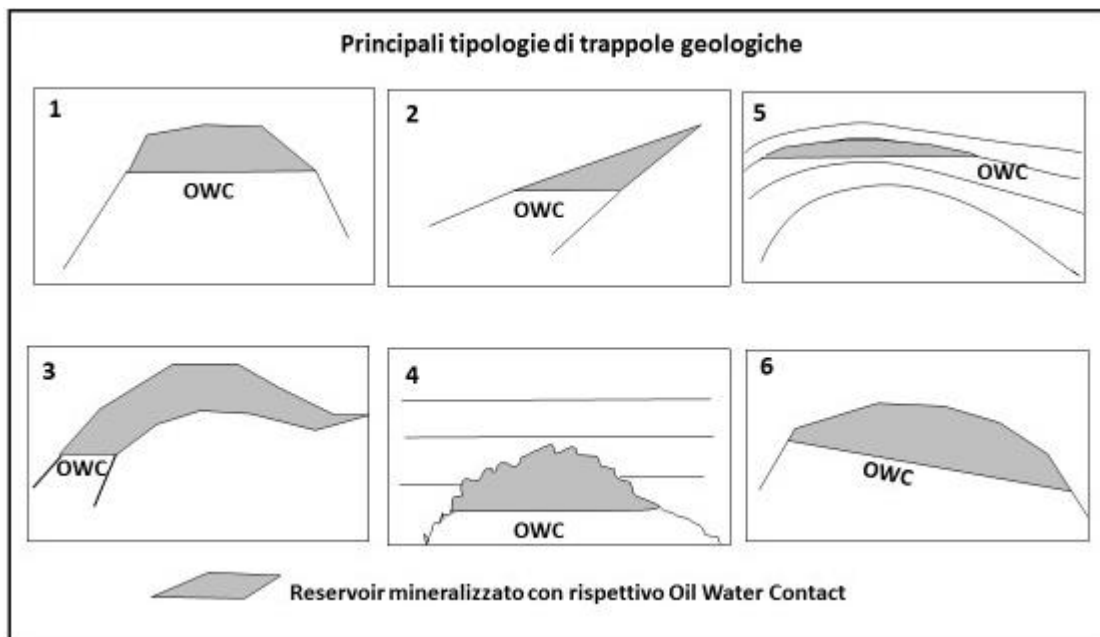 Principali tipologie di trappole geologiche
1
OWC
2
OWC
5
OWC
3
OWC
4
OWC
6
OWC
Reservoir mineralizzato con rispettivo Oil Water Contact